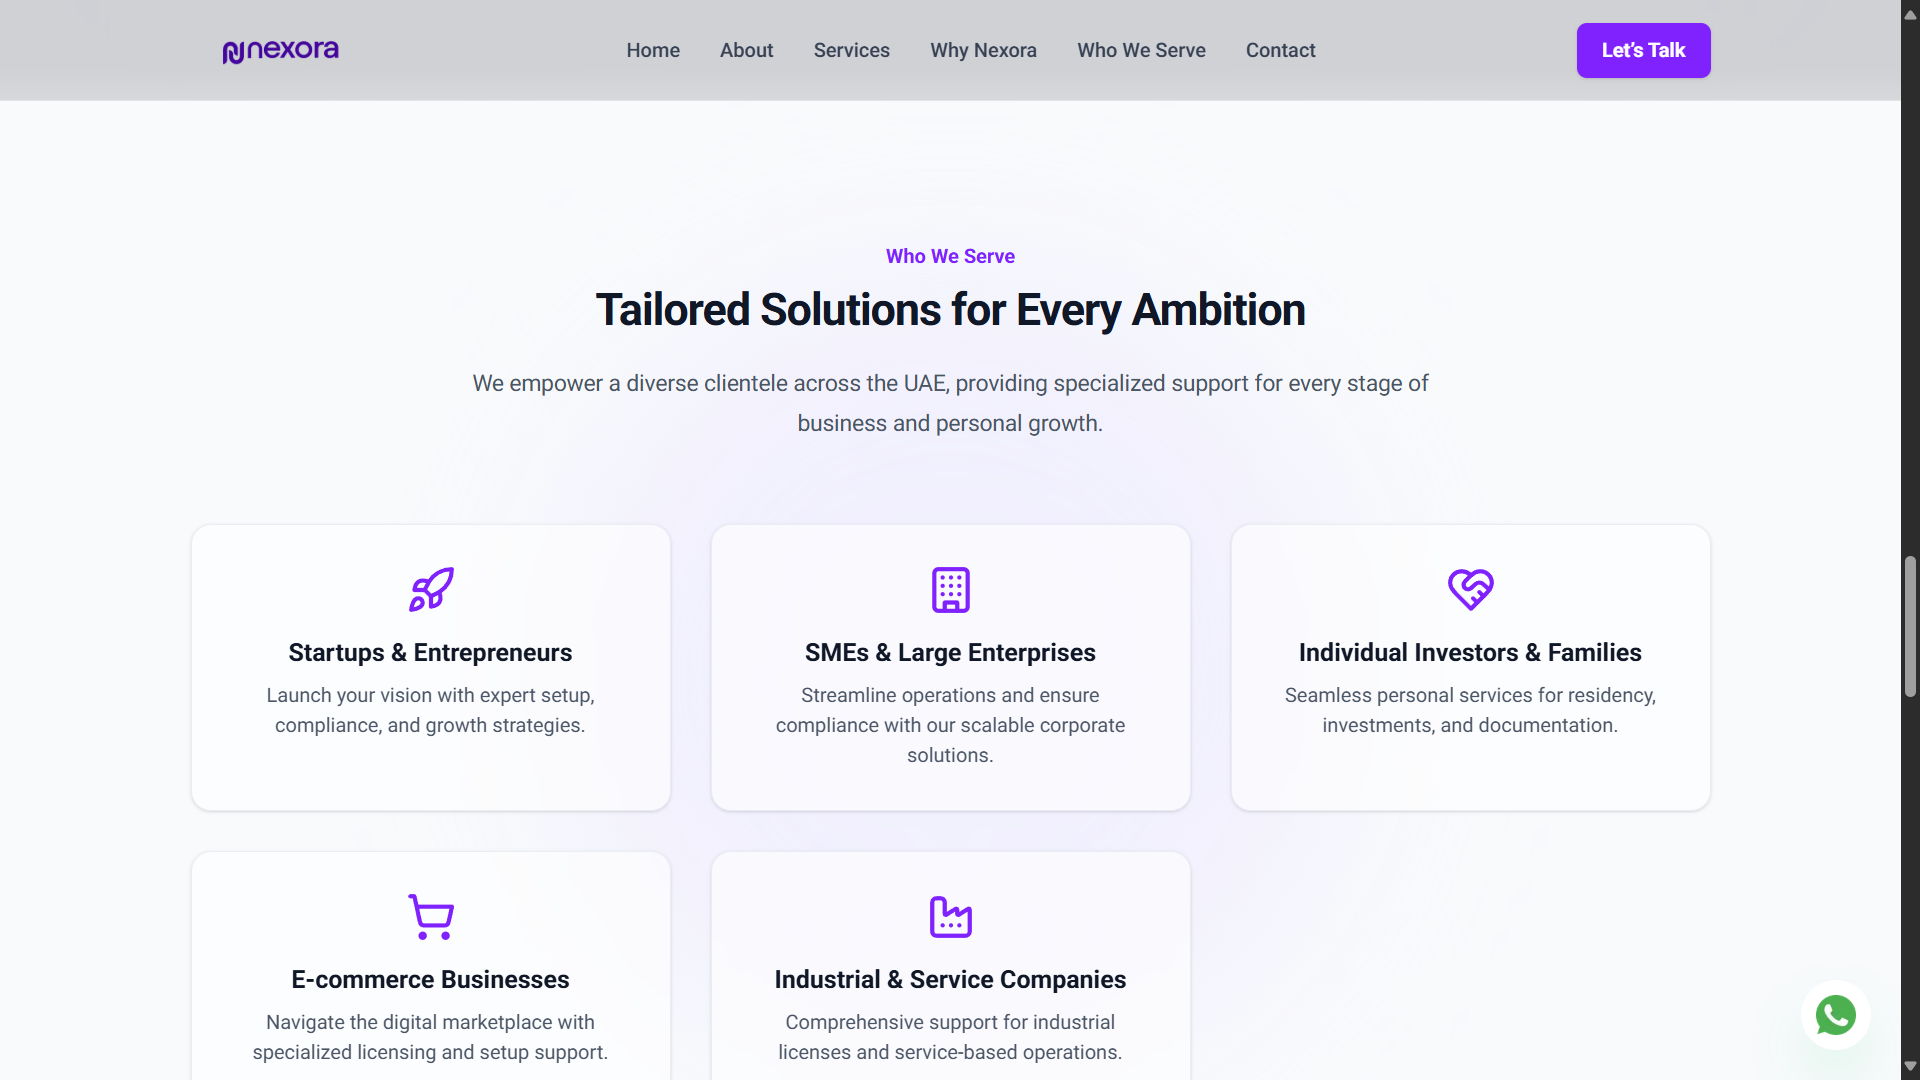 nexora
Home
About
Services
Why Nexora
Who We Serve
Contact
Let’s Talk
Who We Serve
Tailored Solutions for Every Ambition
We empower a diverse clientele across the UAE, providing specialized support for every stage of
business and personal growth.
Startups & Entrepreneurs
Launch your vision with expert setup,
compliance, and growth strategies.
SMEs & Large Enterprises
Streamline operations and ensure
compliance with our scalable corporate
solutions.
Individual Investors & Families
Seamless personal services for residency,
investments, and documentation.
E-commerce Businesses
Navigate the digital marketplace with
specialized licensing and setup support.
Industrial & Service Companies
Comprehensive support for industrial
licenses and service-based operations.